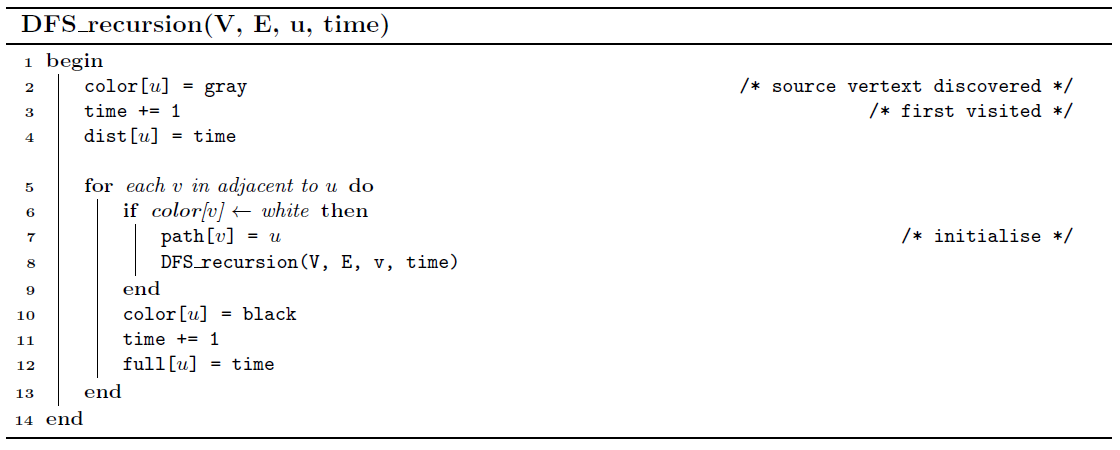 DFS_recursion(V, E, u, time)
1 begin
2 color[u] = gray /* source vertext discovered */
3 time += 1 /* first visited */
4 dist[u] = time
5 for each v in adjacent to u do
6 if color[v] ← white then
7 path[v] = u /* initialise */
8 DFS_recursion(V, E, v, time)
9 end
10 color[u] = black
11 time += 1
12 full[u] = time
13 end
14 end